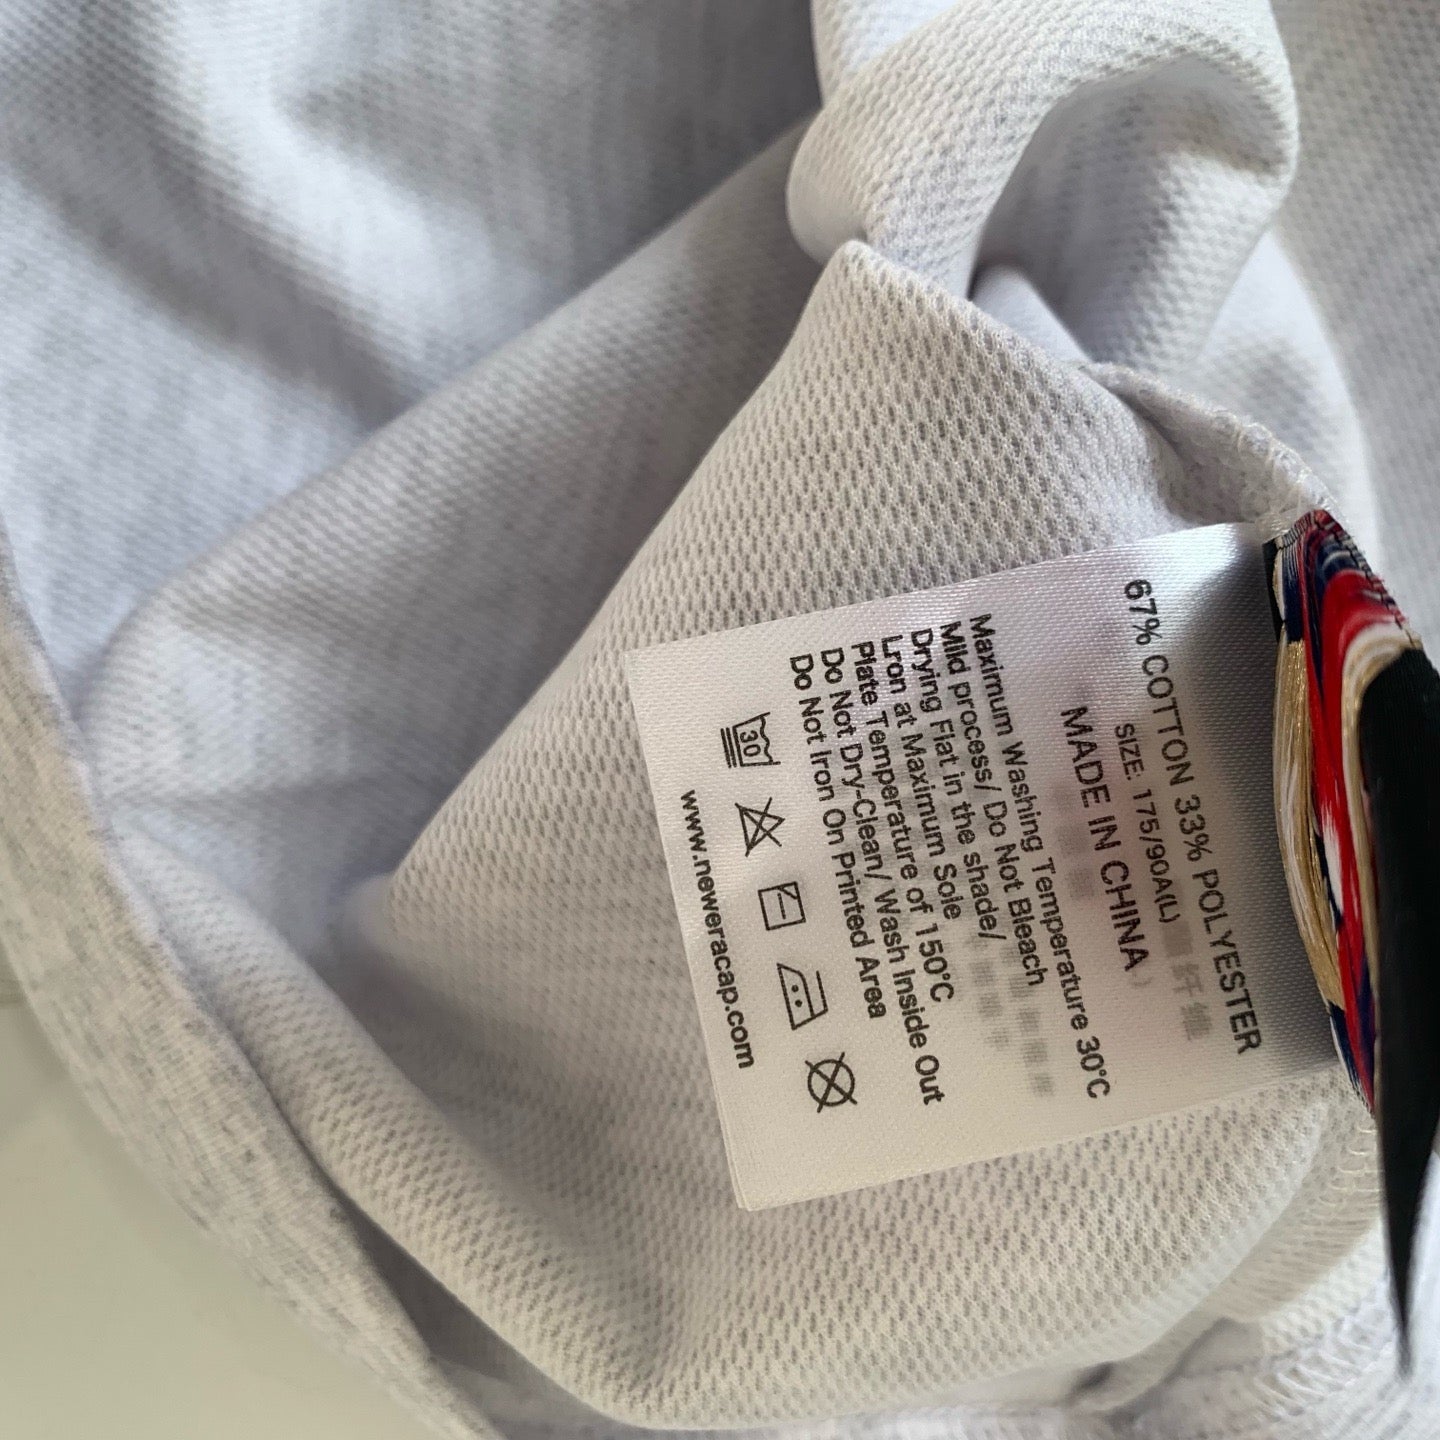 67% COTTON 33% POLYESTER
SIZE: 175/90A(L)
MADE IN CHINA
Maximum Washing Temperature 30°C
Mild process/ Do Not Bleach
Drying Flat in the shade/
Lron at Maximum Sole
Plate Temperature of 150°C
Do Not Dry-Clean/ Wash Inside Out
Do Not Iron On Printed Area
30
www.neweracap.com